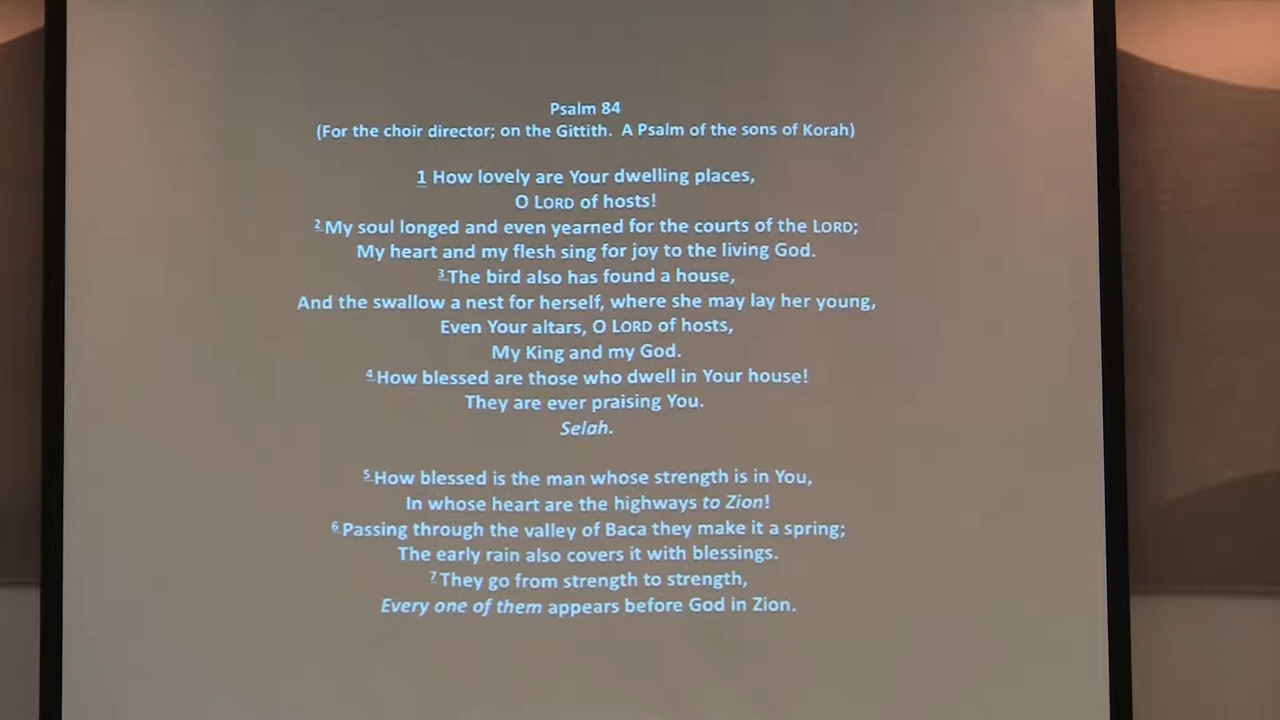 Psalm 84
(For the choir director; on the Gittith.  A Psalm of the sons of Korah)
1 How lovely are Your dwelling places,
O LORD of hosts!
2 My soul longed and even yearned for the courts of the LORD;
My heart and my flesh sing for joy to the living God.
3 The bird also has found a house,
And the swallow a nest for herself, where she may lay her young,
Even Your altars, O LORD of hosts,
My King and my God.
4 How blessed are those who dwell in Your house!
They are ever praising You.
Selah.
5 How blessed is the man whose strength is in You,
In whose heart are the highways to Zion!
6 Passing through the valley of Baca they make it a spring;
The early rain also covers it with blessings.
7 They go from strength to strength,
Every one of them appears before God in Zion.